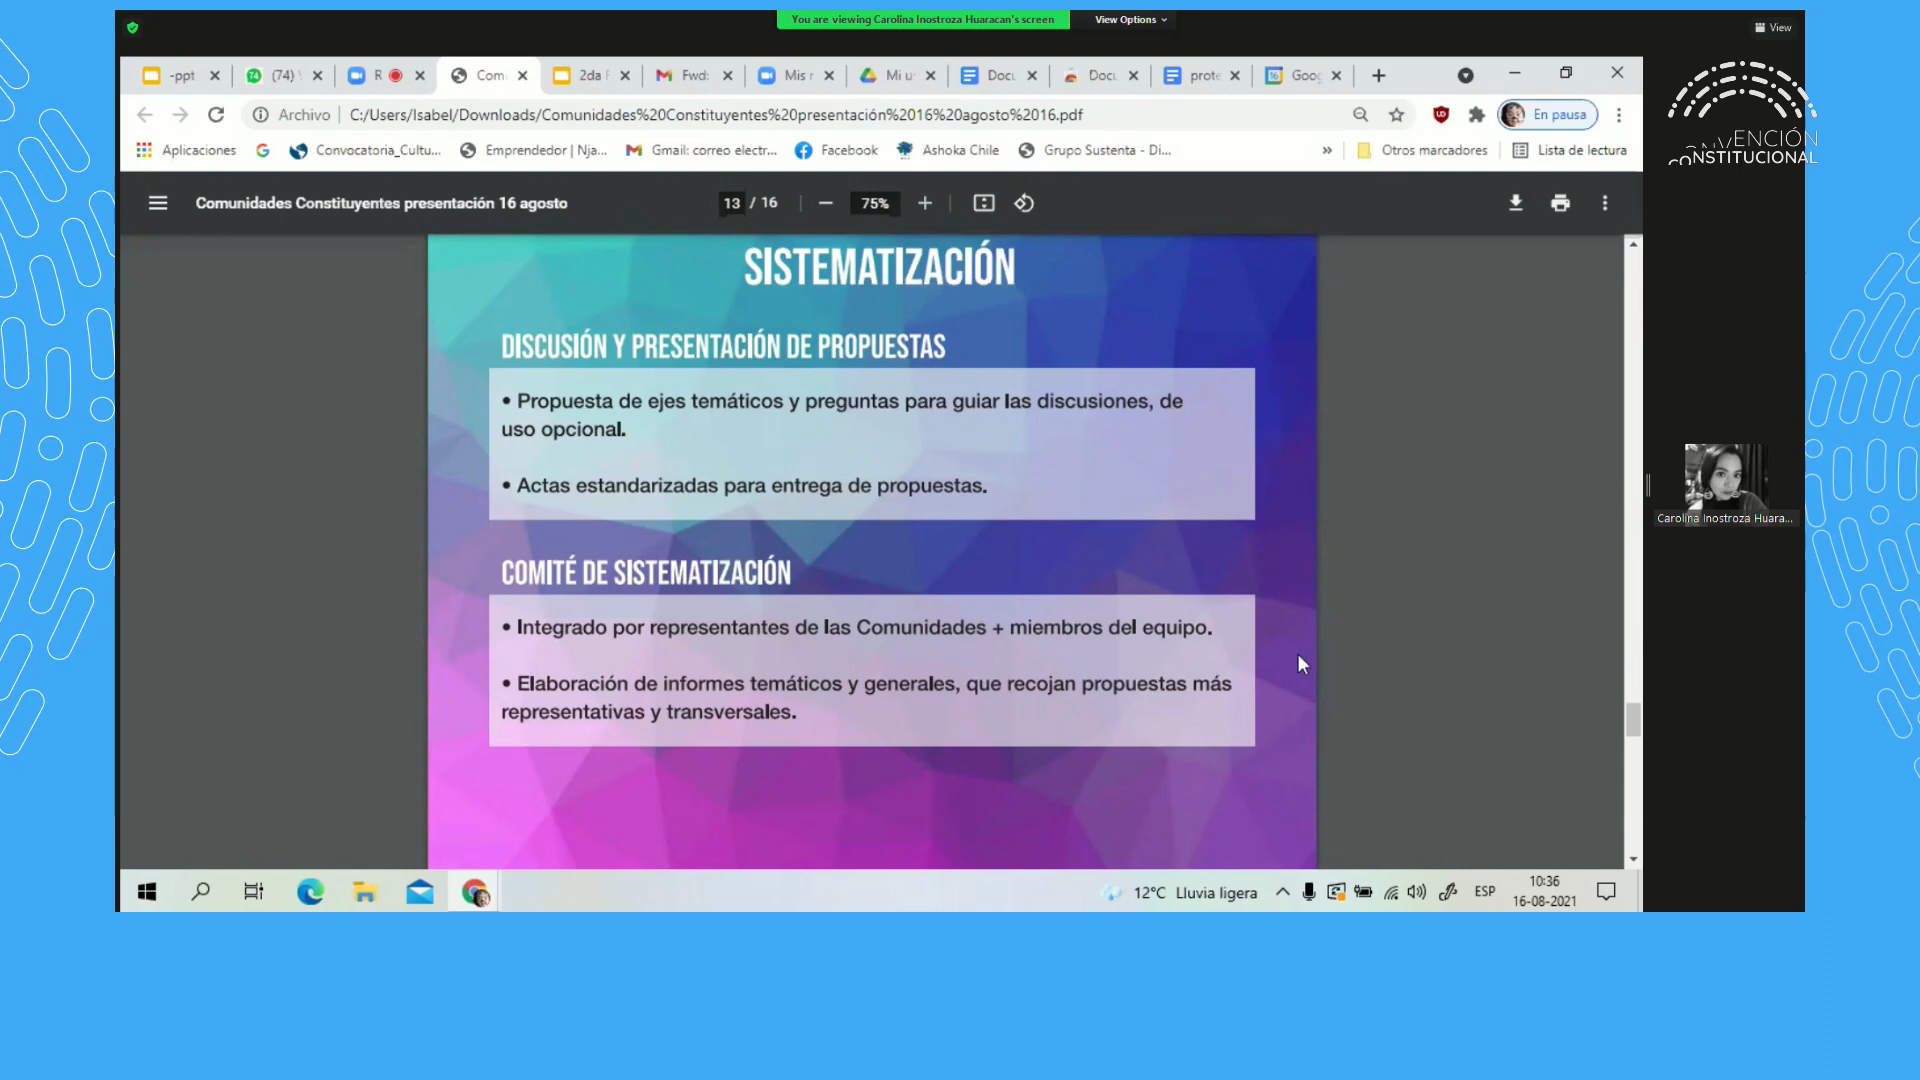 You are viewing Carolina Inostroza Huaracan's screen
View Options
View
-ppt
(74)
R
Com
2da
Fwd:
Mis r
Mi u
Docu
Docu
prote
Goog
Archivo
C:/Users/Isabel/Downloads/Comunidades%20Constituyentes%20presentación%2016%20agosto%2016.pdf
En pausa
CONVENCIÓN
CONSTITUCIONAL
Aplicaciones
Convocatoria_Cultu...
Emprendedor | Nja...
Gmail: correo electr...
Facebook
Ashoka Chile
Grupo Sustenta - Di...
»
Otros marcadores
Lista de lectura
Comunidades Constituyentes presentación 16 agosto
13 / 16
75%
SISTEMATIZACIÓN
DISCUSIÓN Y PRESENTACIÓN DE PROPUESTAS
• Propuesta de ejes temáticos y preguntas para guiar las discusiones, de
uso opcional.
• Actas estandarizadas para entrega de propuestas.
COMITÉ DE SISTEMATIZACIÓN
• Integrado por representantes de las Comunidades + miembros del equipo.
• Elaboración de informes temáticos y generales, que recojan propuestas más
representativas y transversales.
Carolina Inostroza Huara...
12°C Lluvia ligera
ESP
10:36
16-08-2021